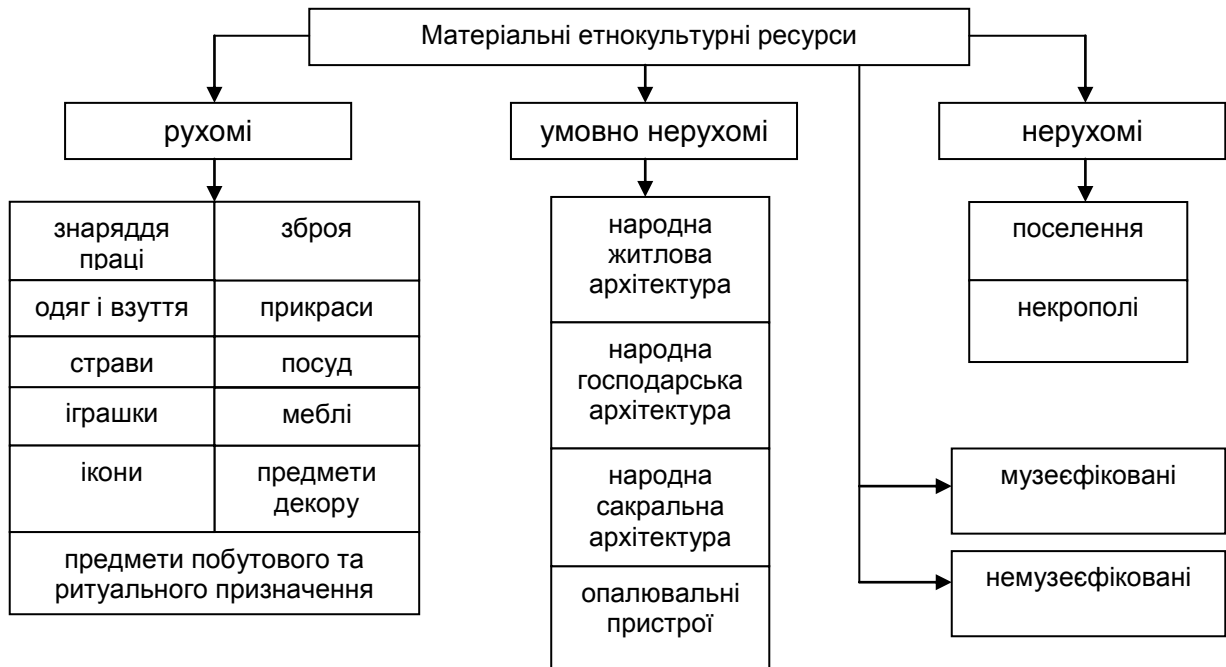 Матеріальні етнокультурні ресурси
рухомі
умовно нерухомі
нерухомі
знаряддя
праці
зброя
одяг і взуття
прикраси
страви
посуд
іграшки
меблі
ікони
предмети
декору
предмети побутового та
ритуального призначення
народна
житлова
архітектура
народна
господарська
архітектура
народна
сакральна
архітектура
опалювальні
пристрої
поселення
некрополі
музеєфіковані
немузеєфіковані